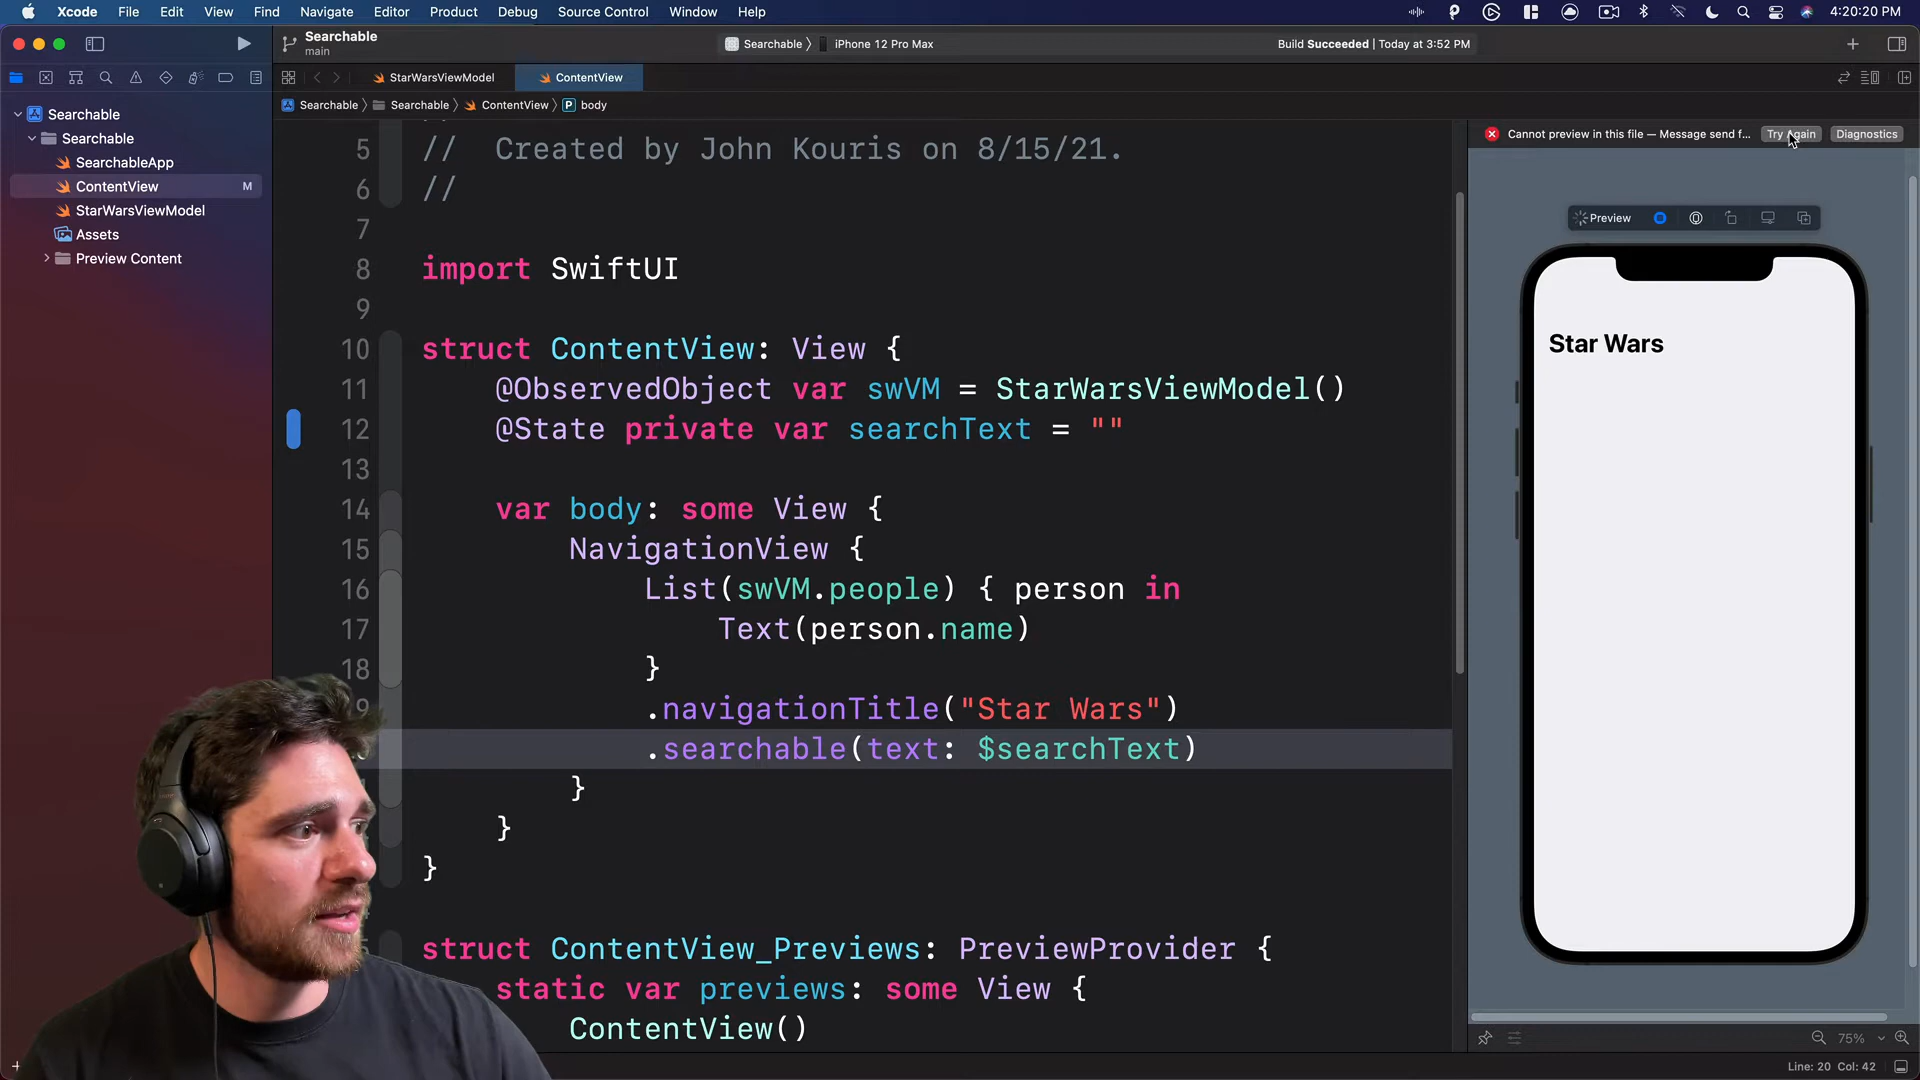 Xcode File Edit View Find Navigate Editor Product Debug Source Control Window Help 4:20:20 PM
Searchable
main
Searchable iPhone 12 Pro Max
Build Succeeded | Today at 3:52 PM
StarWarsViewModel ContentView
Searchable Searchable ContentView P body
Searchable
Searchable
SearchableApp
ContentView M
StarWarsViewModel
Assets
Preview Content
5 // Created by John Kouris on 8/15/21.
6 //
7
8 import SwiftUI
9
10 struct ContentView: View {
11 @ObservedObject var swVM = StarWarsViewModel()
12 @State private var searchText = ""
13
14 var body: some View {
15 NavigationView {
16 List(swVM.people) { person in
17 Text(person.name)
18 }
9 .navigationTitle("Star Wars")
.searchable(text: $searchText)
}
}
}
struct ContentView_Previews: PreviewProvider {
static var previews: some View {
ContentView()
Cannot preview in this file — Message send f... Try Again Diagnostics
Preview
Star Wars
75%
Line: 20 Col: 42